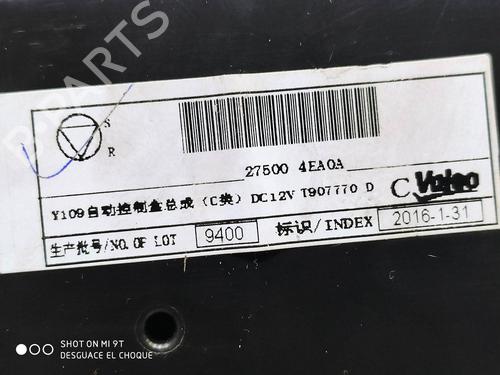 B-PARTS
S
R
27500 4EA0A
Y109自动控制盒总成 (C类) DC12V T907770 D
C Valeo
生产批号/NO.OF LOT 9400 标识/INDEX 2016-1-31
SHOT ON MI 9T
DESGUACE EL CHOQUE